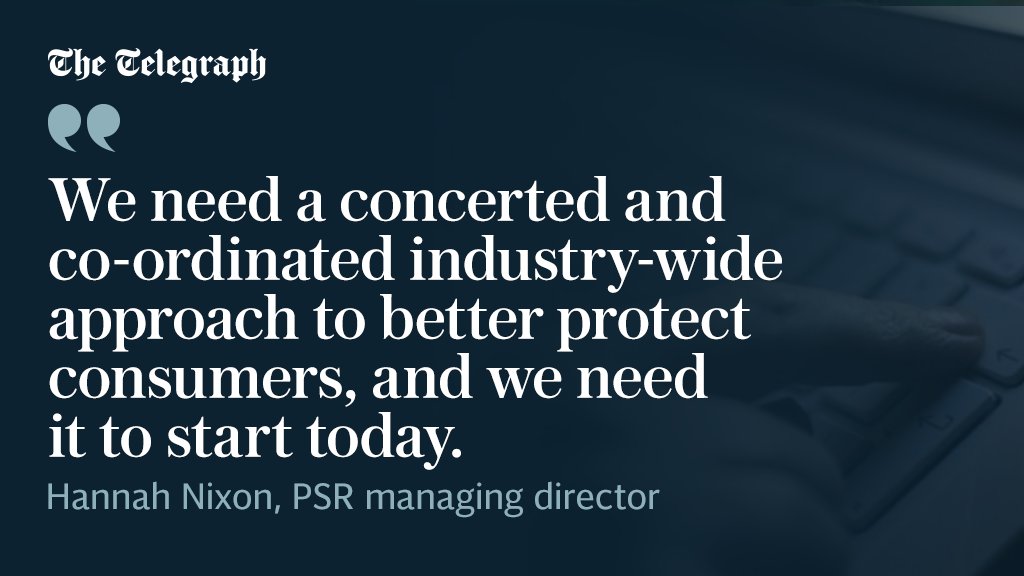 The Telegraph
“
We need a concerted and
co-ordinated industry-wide
approach to better protect
consumers, and we need
it to start today.
Hannah Nixon, PSR managing director